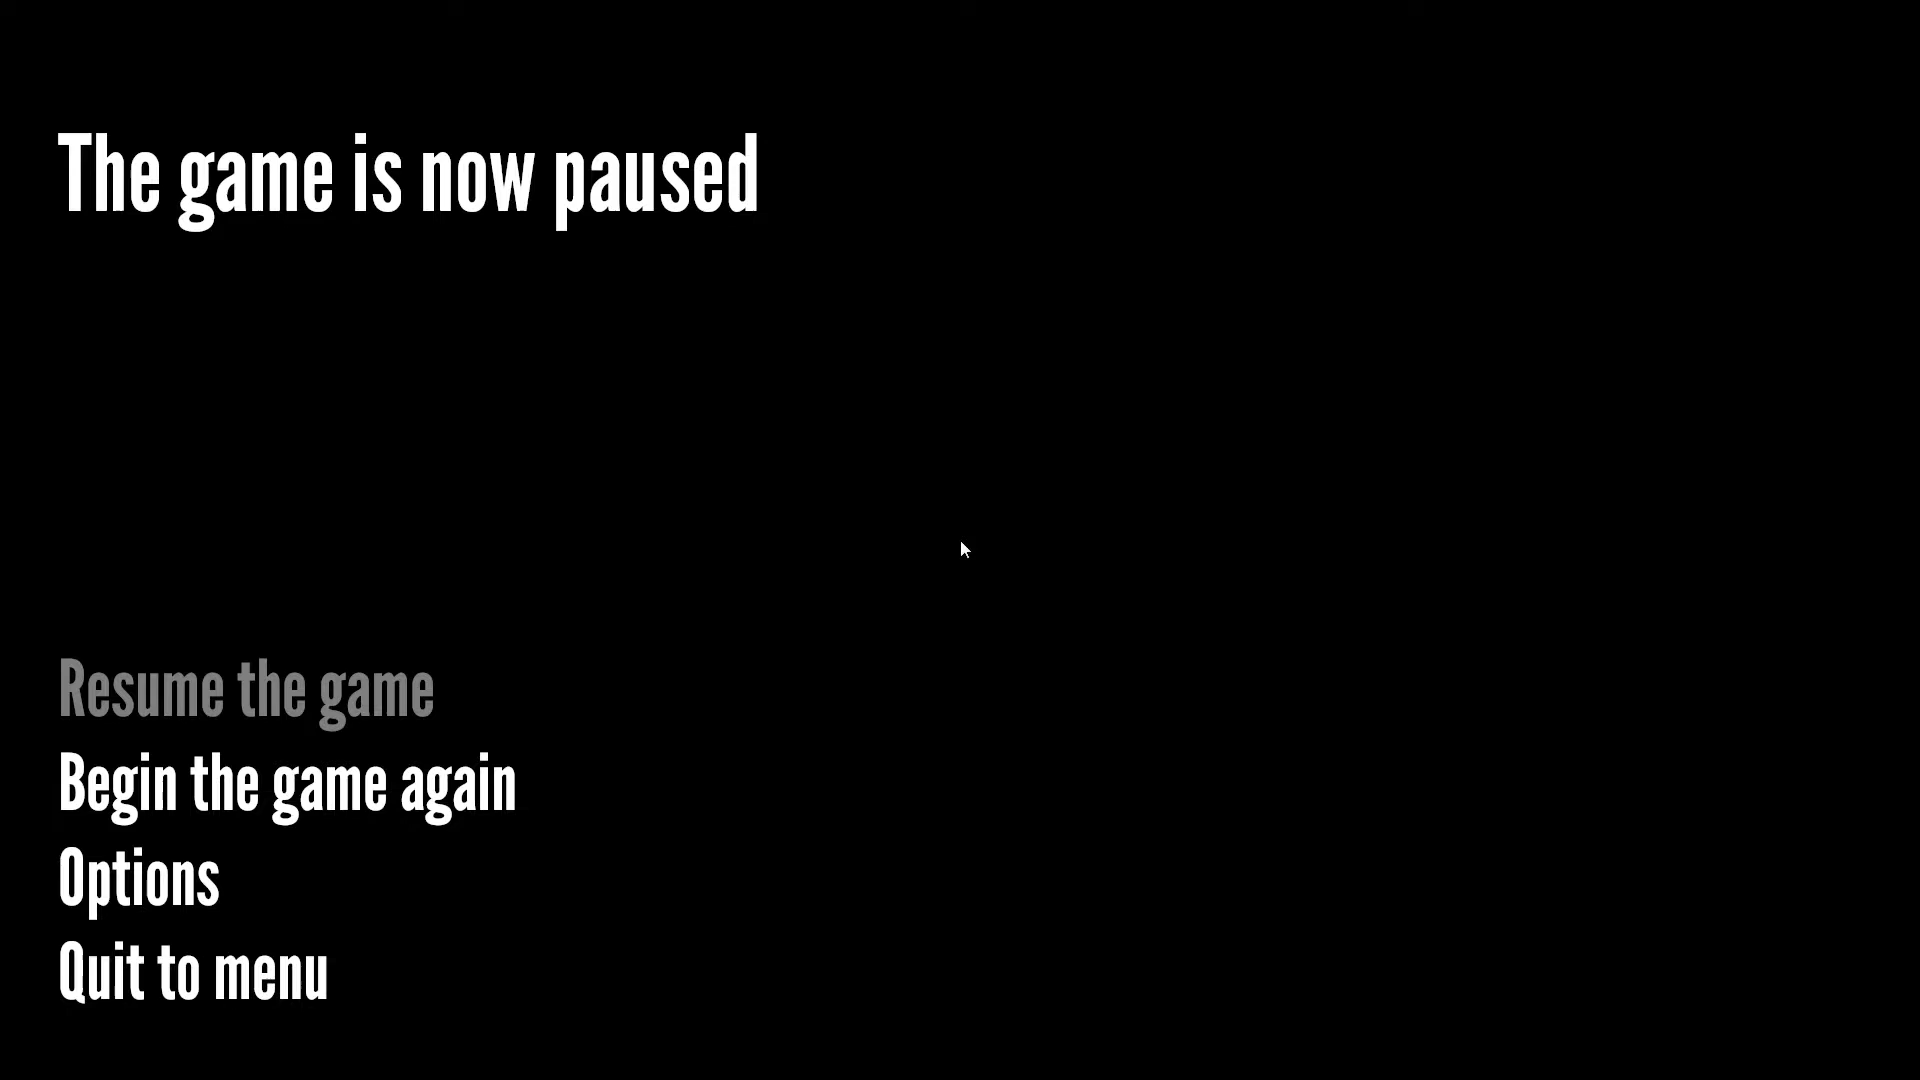 The game is now paused
Resume the game
Begin the game again
Options
Quit to menu